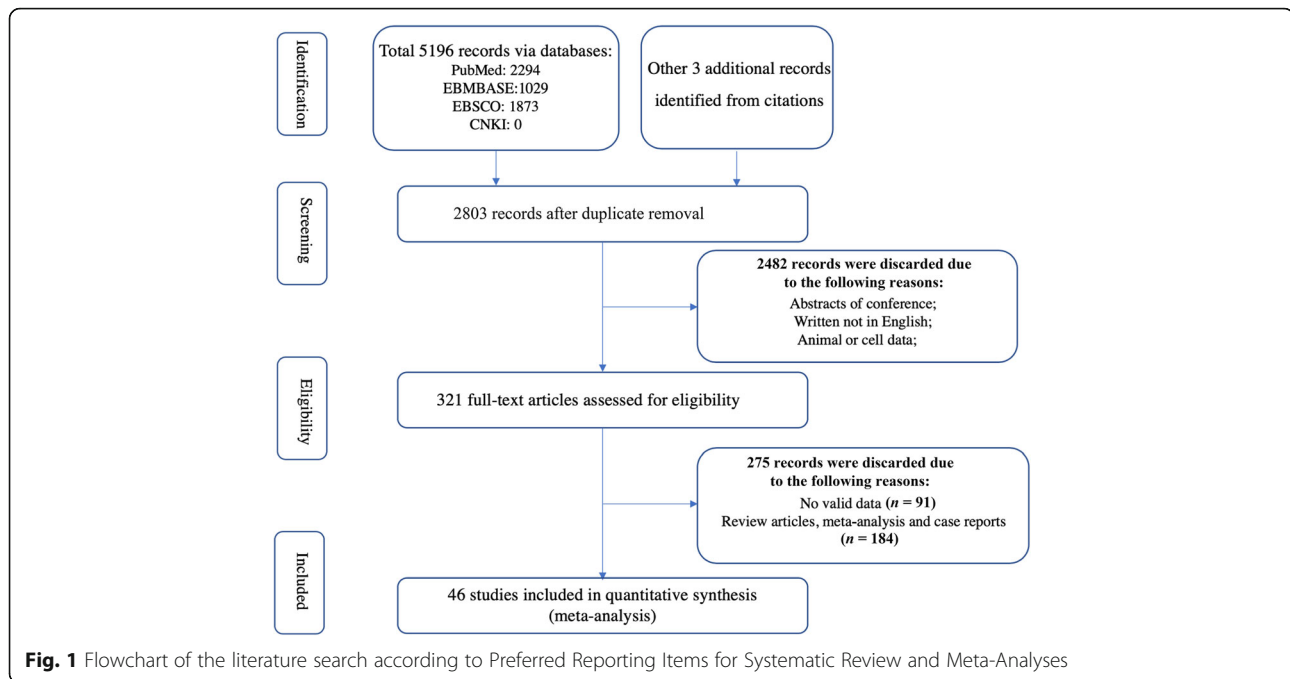 Identification
Total 5196 records via databases:
PubMed: 2294
EBMBASE:1029
EBSCO: 1873
CNKI: 0
Other 3 additional records
identified from citations
Screening
2803 records after duplicate removal
2482 records were discarded due
to the following reasons:
Abstracts of conference;
Written not in English;
Animal or cell data;
Eligibility
321 full-text articles assessed for eligibility
275 records were discarded due
to the following reasons:
No valid data (n = 91)
Review articles, meta-analysis and case reports
(n = 184)
Included
46 studies included in quantitative synthesis
(meta-analysis)
Fig. 1 Flowchart of the literature search according to Preferred Reporting Items for Systematic Review and Meta-Analyses